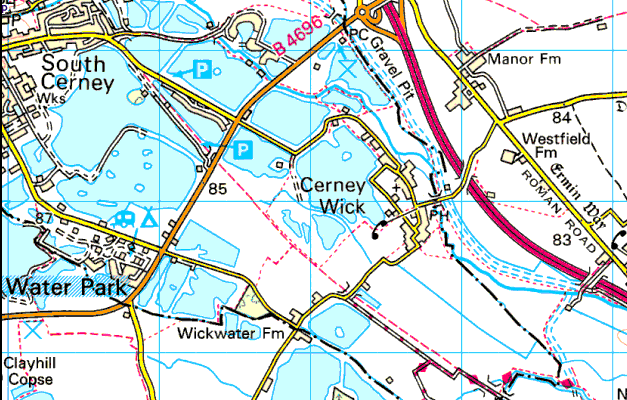 B 4696
PC
Gravel Pit
Manor Fm
South
Cerney
Wks
P
84
Westfield
Fm
P
Ermin Way
ROMAN ROAD
Cerney
Wick
85
87
PH
83
Water Park
Wickwater Fm
Clayhill
Copse